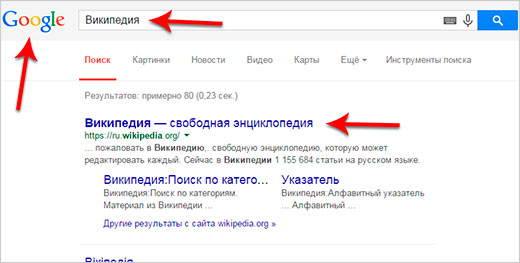 Google Википедия
Поиск Картинки Новости Видео Карты Ещё Инструменты поиска
Результатов: примерно 80 (0,23 сек.)
Википедия — свободная энциклопедия
https://ru.wikipedia.org/
... пожаловать в Википедию,. свободную энциклопедию, которую может
редактировать каждый. Сейчас в Википедии 1 155 684 статьи на русском языке.
Википедия:Поиск по катего... Указатель
Википедия:Поиск по категориям. Википедия:Алфавитный указатель
Материал из Википедии ... ... Алфавитный ...
Другие результаты с сайта wikipedia.org »